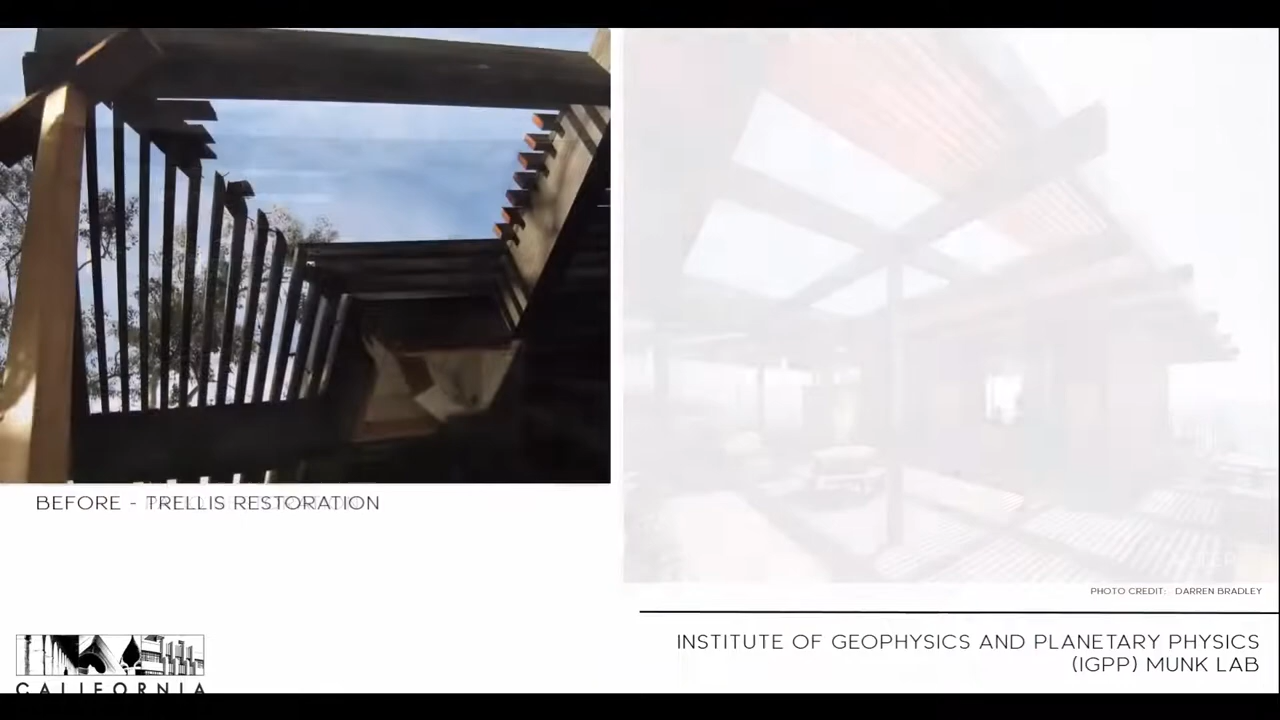 BEFORE - TRELLIS RESTORATION
PHOTO CREDIT: DARREN BRADLEY
INSTITUTE OF GEOPHYSICS AND PLANETARY PHYSICS
(IGPP) MUNK LAB
CALIFORNIA